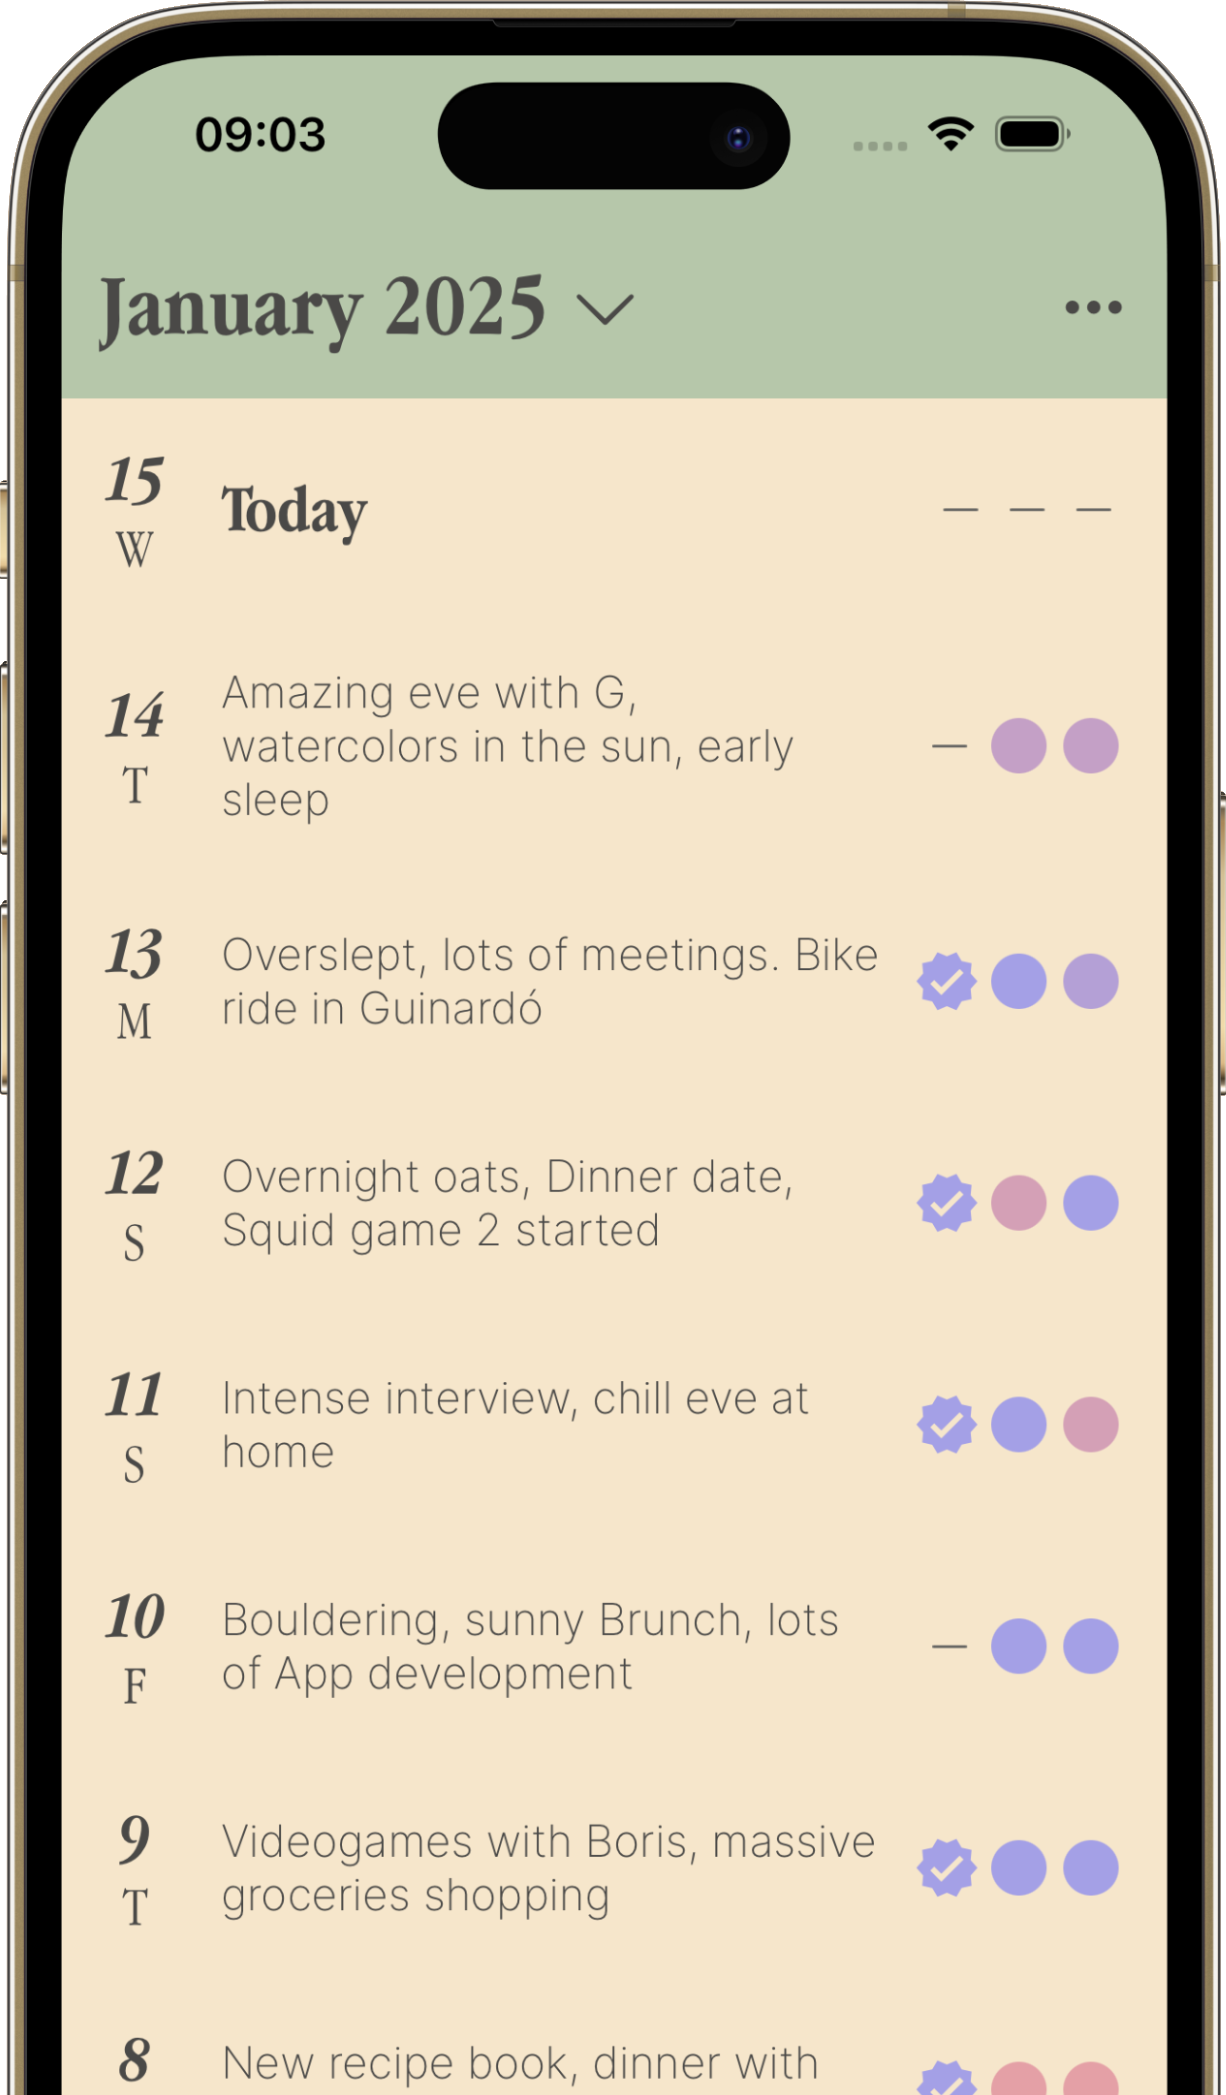 09:03
January 2025
15
W
Today
14
T
Amazing eve with G,
watercolors in the sun, early
sleep
13
M
Overslept, lots of meetings. Bike
ride in Guinardó
12
S
Overnight oats, Dinner date,
Squid game 2 started
11
S
Intense interview, chill eve at
home
10
F
Bouldering, sunny Brunch, lots
of App development
9
T
Videogames with Boris, massive
groceries shopping
8
New recipe book, dinner with